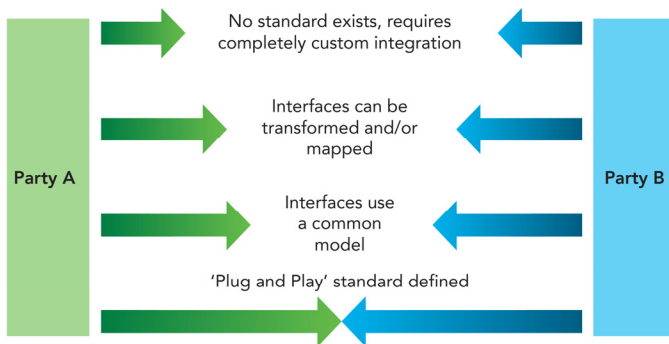 No standard exists, requires
completely custom integration
Interfaces can be
transformed and/or
mapped
Party A
Party B
Interfaces use
a common
model
‘Plug and Play’ standard defined